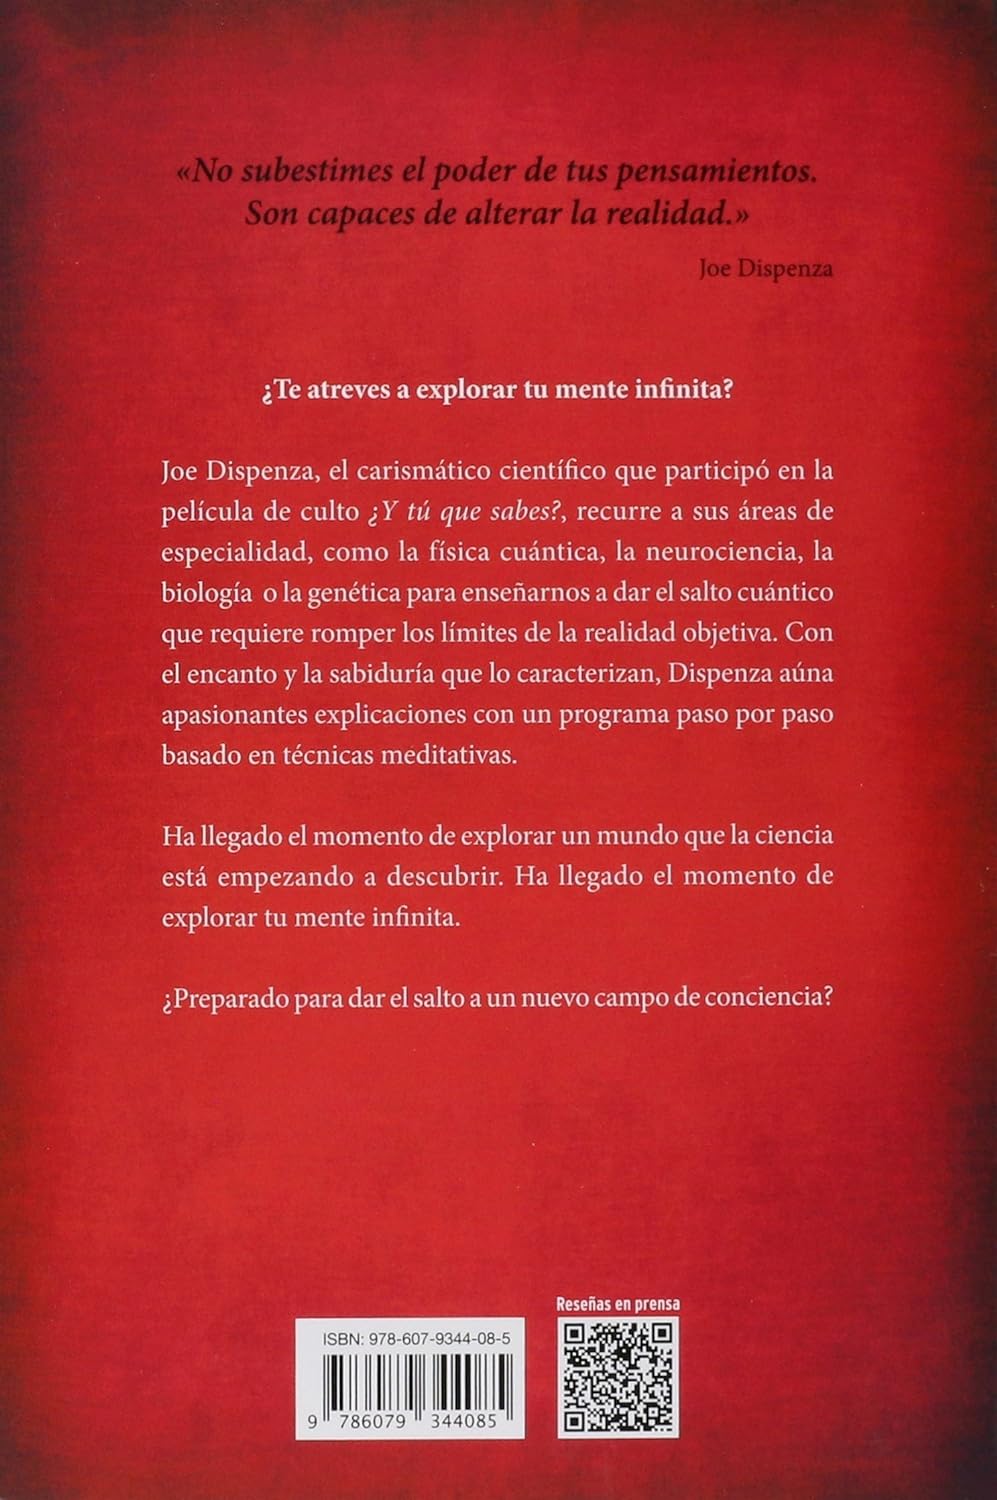 «No subestimes el poder de tus pensamientos.
Son capaces de alterar la realidad.»
Joe Dispenza
¿Te atreves a explorar tu mente infinita?
Joe Dispenza, el carismático científico que participó en la
película de culto ¿Y tú que sabes?, recurre a sus áreas de
especialidad, como la física cuántica, la neurociencia, la
biología o la genética para enseñarnos a dar el salto cuántico
que requiere romper los límites de la realidad objetiva. Con
el encanto y la sabiduría que lo caracterizan, Dispenza aúna
apasionantes explicaciones con un programa paso por paso
basado en técnicas meditativas.
Ha llegado el momento de explorar un mundo que la ciencia
está empezando a descubrir. Ha llegado el momento de
explorar tu mente infinita.
¿Preparado para dar el salto a un nuevo campo de conciencia?
Reseñas en prensa
ISBN: 978-607-9344-08-5
9 786079 344085